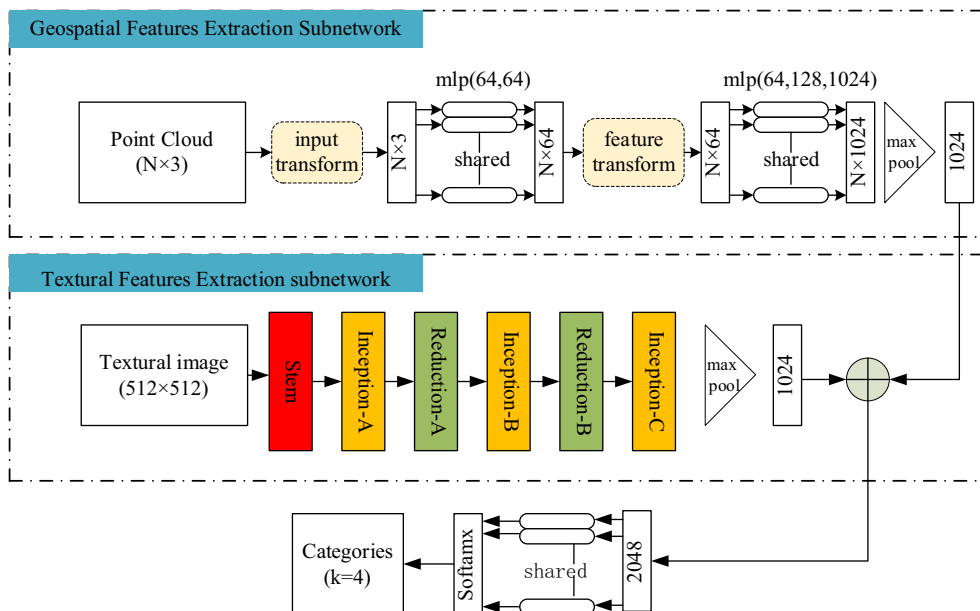 Geospatial Features Extraction Subnetwork
mlp(64,64)
mlp(64,128,1024)
Point Cloud
(N×3)
input
transform
N×3
shared
N×64
feature
transform
N×64
shared
N×1024
max
pool
1024
Textural Features Extraction subnetwork
Textural image
(512×512)
Stem
Inception-A
Reduction-A
Inception-B
Reduction-B
Inception-C
max
pool
1024
Categories
(k=4)
Softamx
shared
2048